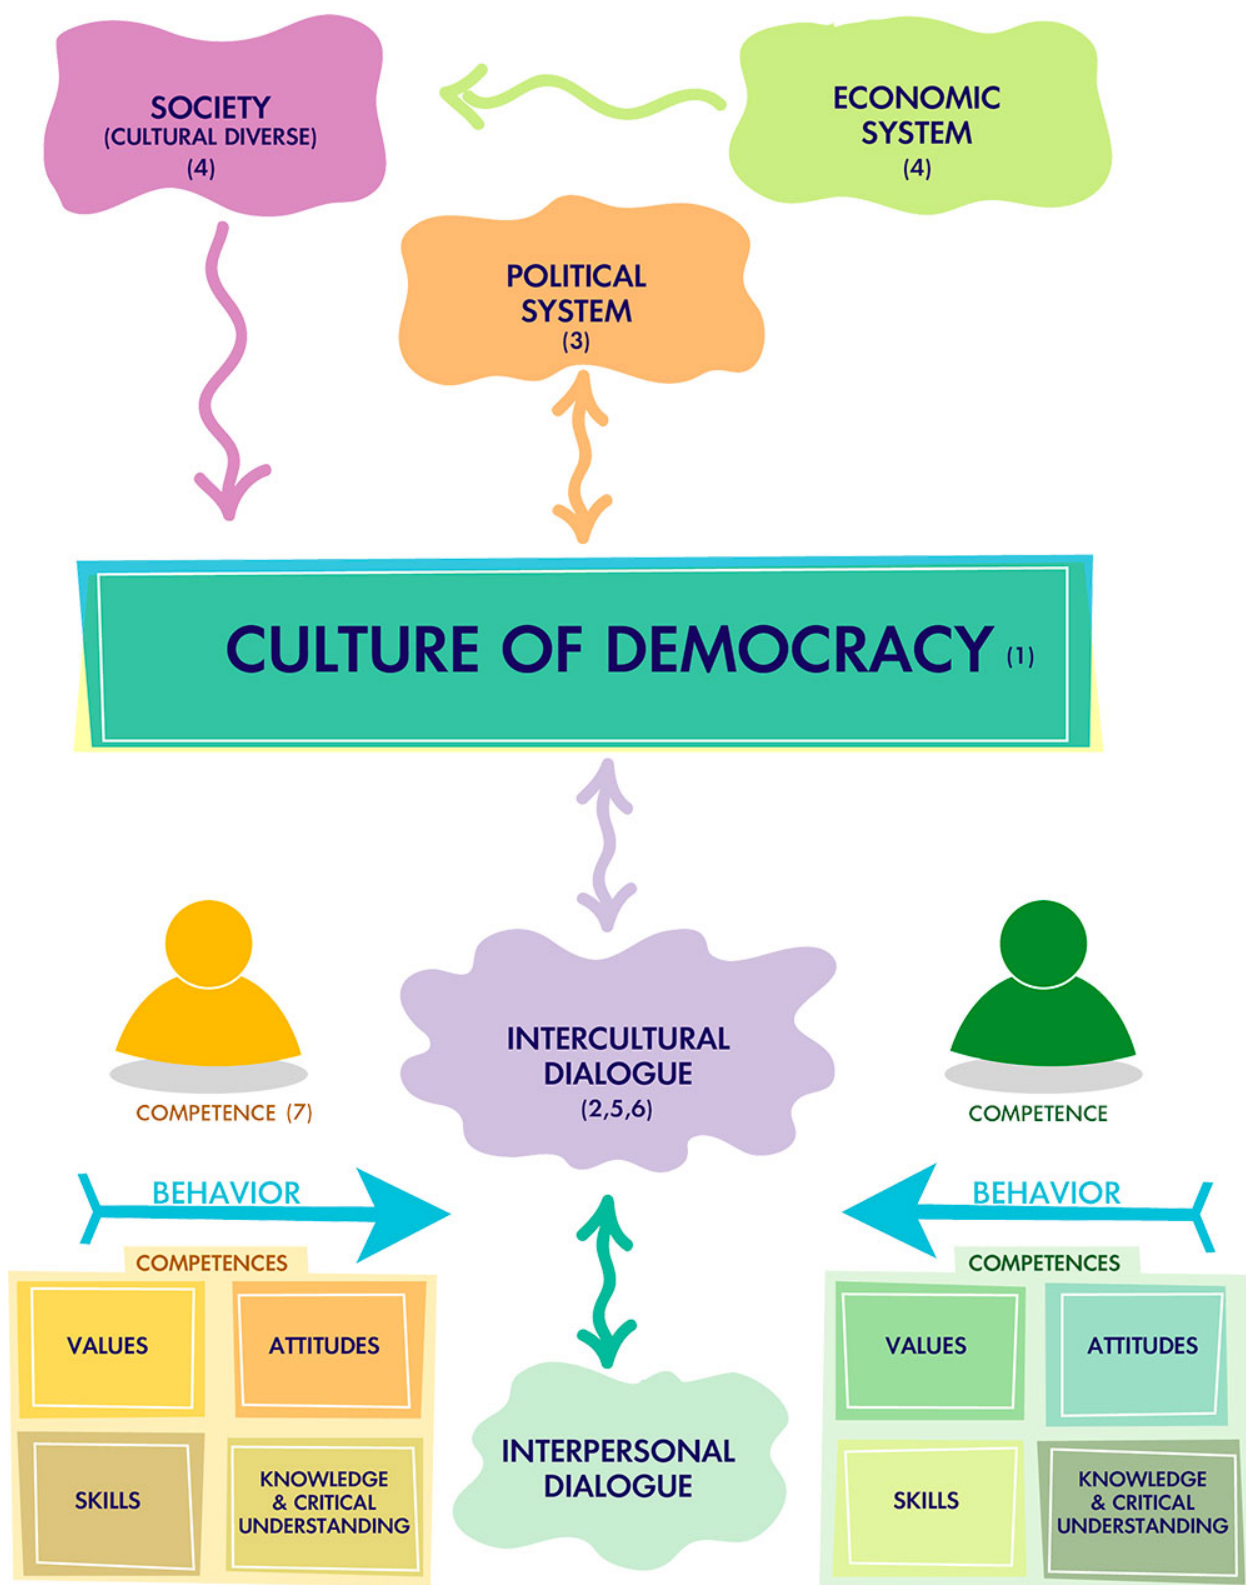 SOCIETY
(CULTURAL DIVERSE)
(4)
ECONOMIC
SYSTEM
(4)
POLITICAL
SYSTEM
(3)
CULTURE OF DEMOCRACY (1)
INTERCULTURAL
DIALOGUE
(2,5,6)
COMPETENCE (7)
COMPETENCE
BEHAVIOR
BEHAVIOR
COMPETENCES
VALUES
ATTITUDES
SKILLS
KNOWLEDGE
& CRITICAL
UNDERSTANDING
INTERPERSONAL
DIALOGUE
COMPETENCES
VALUES
ATTITUDES
SKILLS
KNOWLEDGE
& CRITICAL
UNDERSTANDING